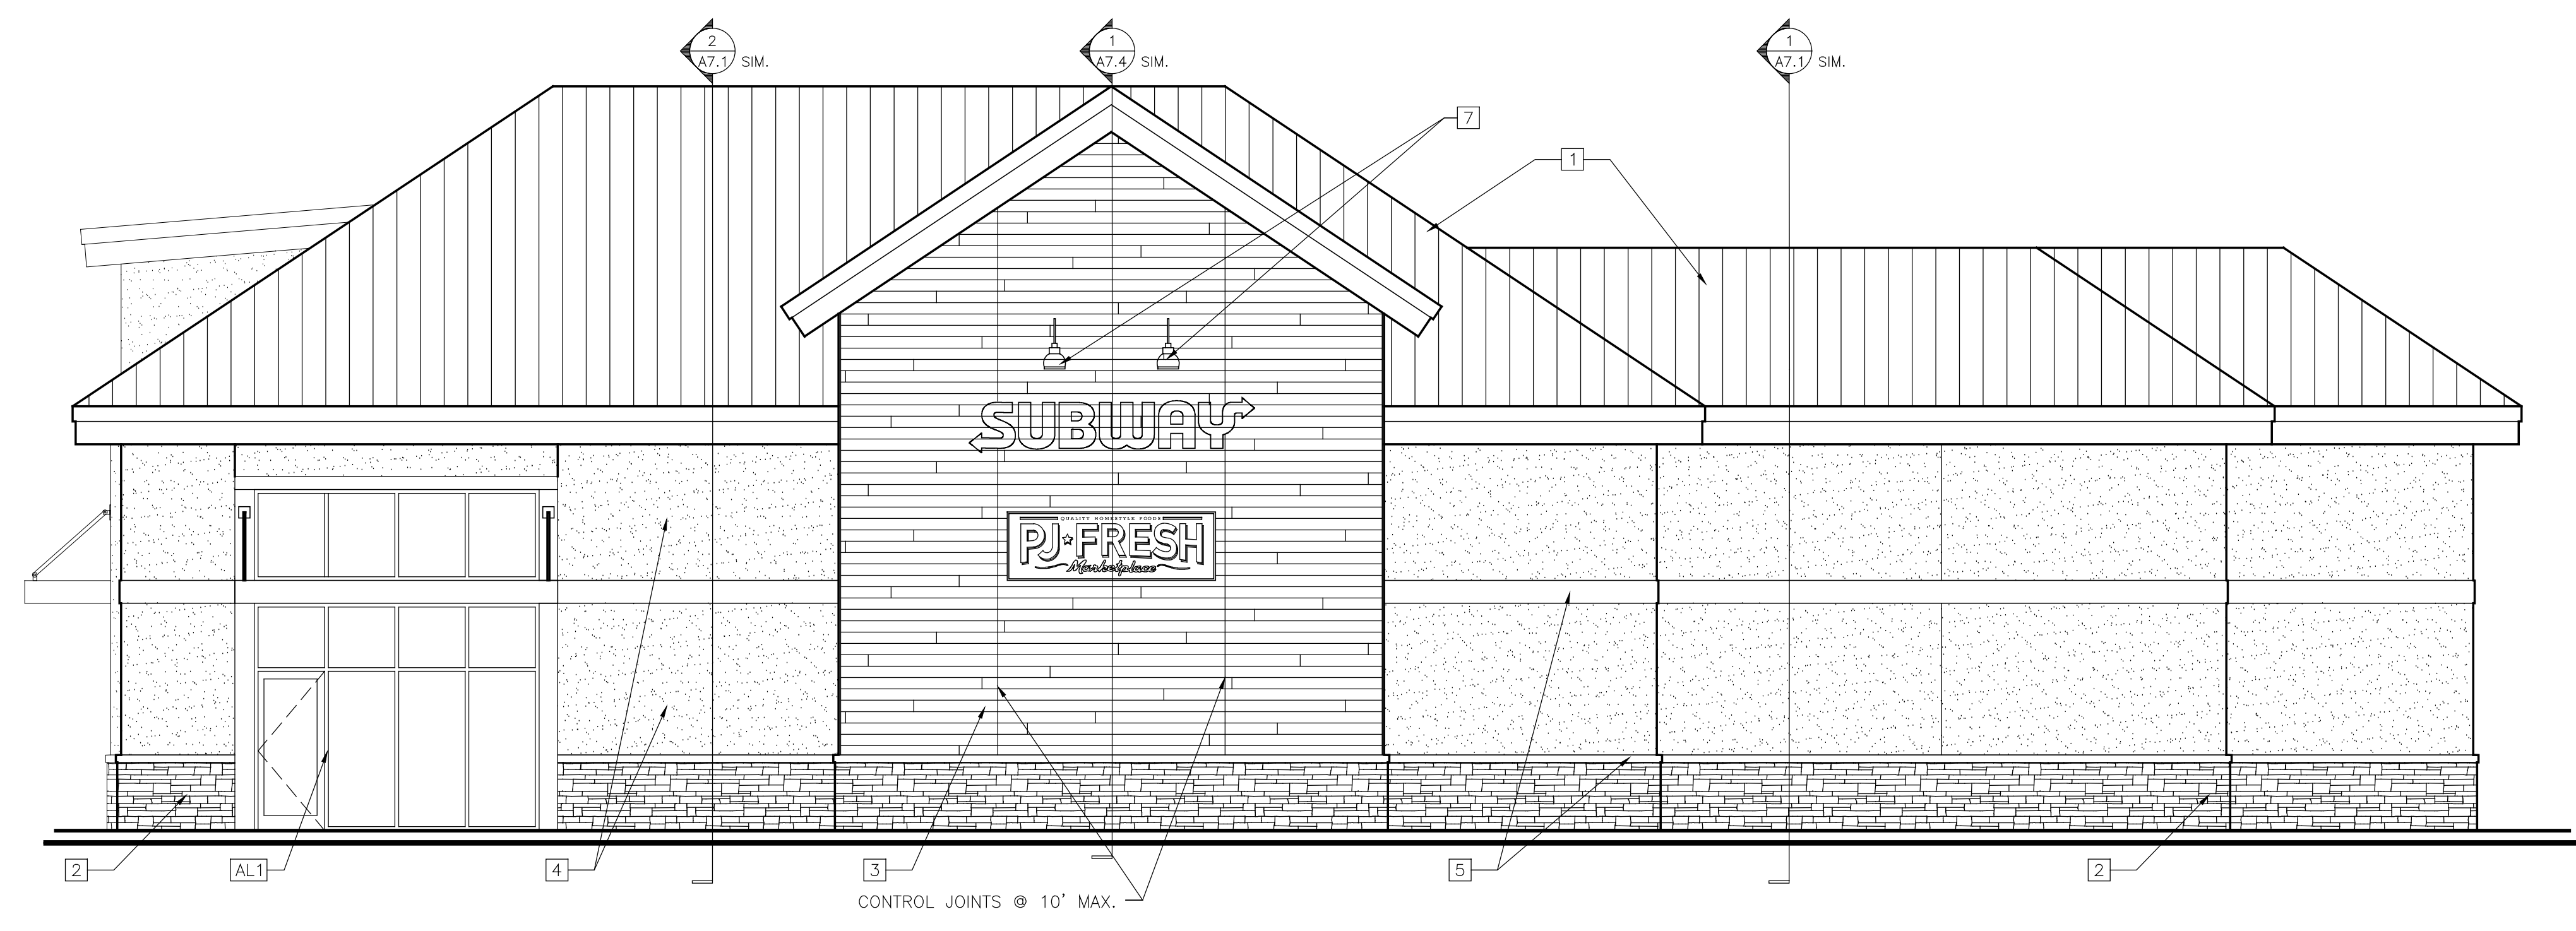 2
A7.1 SIM.
1
A7.4 SIM.
1
A7.1 SIM.
7
1
SUBWAY
QUALITY HOMESTYLE FOODS
PJ FRESH
Marketplace
2
AL1
4
3
5
2
CONTROL JOINTS @ 10' MAX.